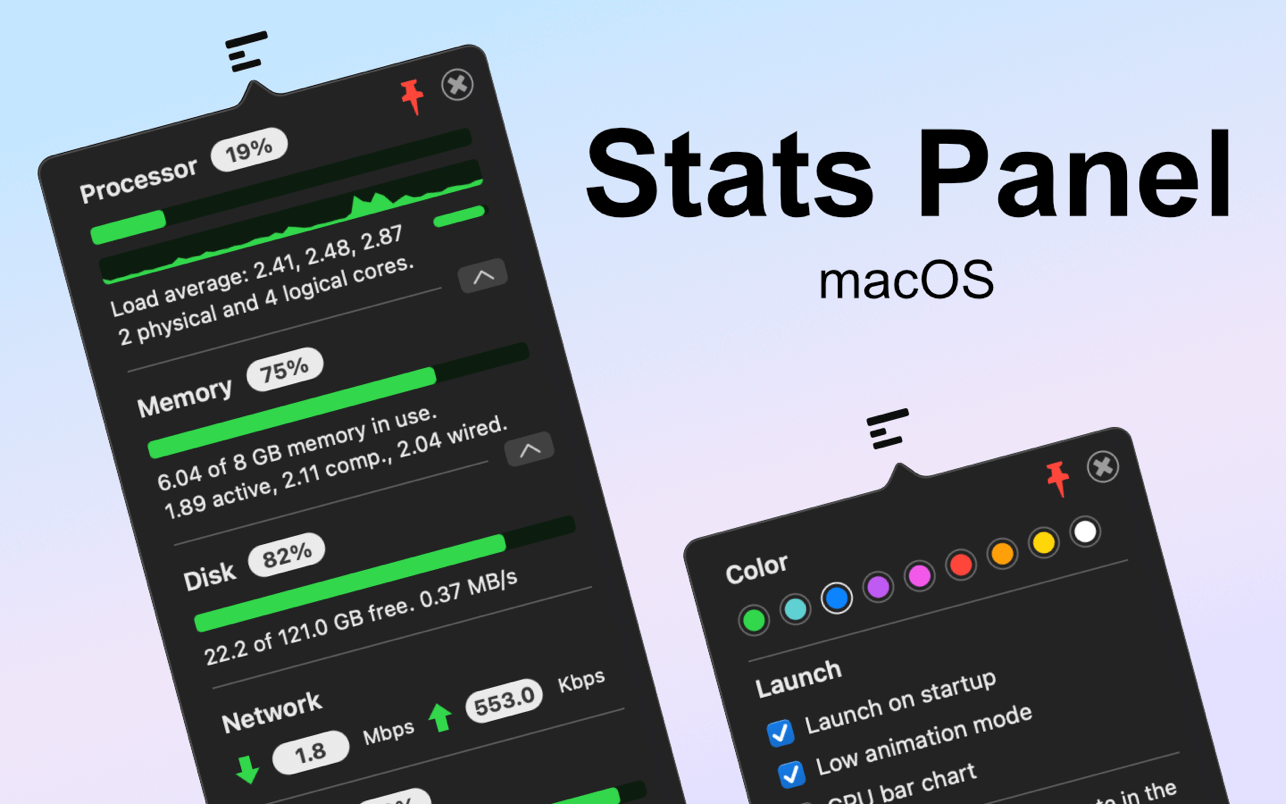 Stats Panel
macOS
Processor 19%
Load average: 2.41, 2.48, 2.87
2 physical and 4 logical cores.
Memory 75%
6.04 of 8 GB memory in use.
1.89 active, 2.11 comp., 2.04 wired.
Disk 82%
22.2 of 121.0 GB free. 0.37 MB/s
Network
1.8 Mbps 553.0 Kbps
Color
Launch
Launch on startup
Low animation mode
CPU bar chart
in the